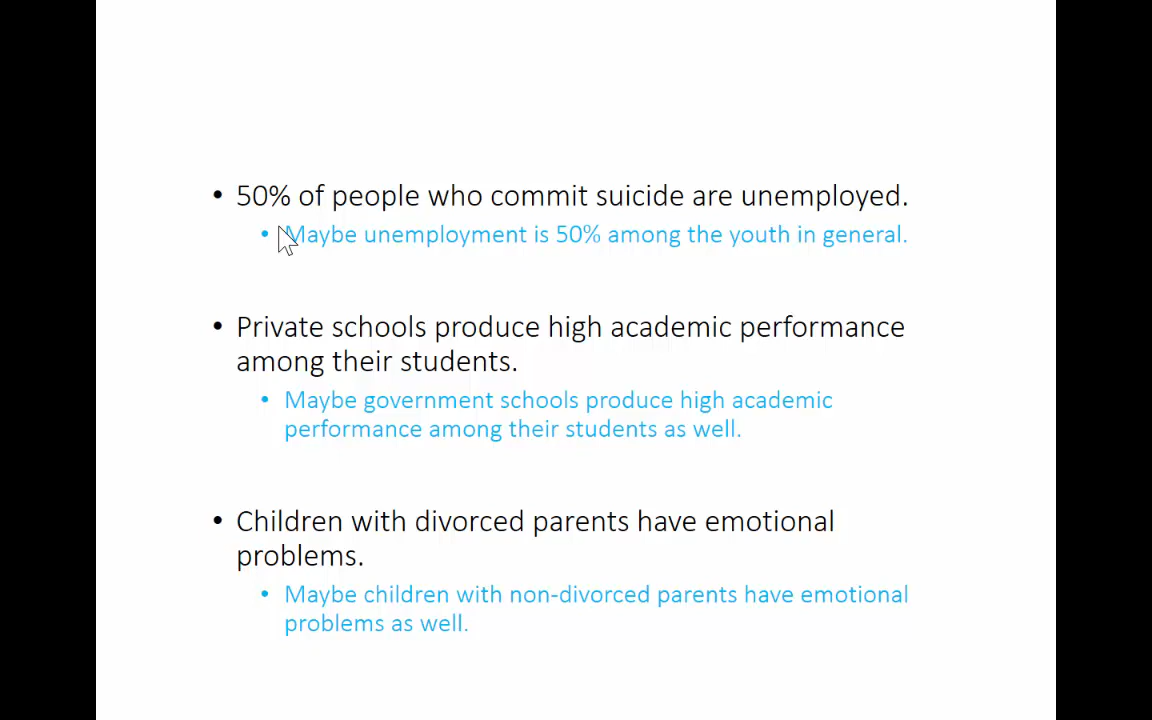 • 50% of people who commit suicide are unemployed.
• Maybe unemployment is 50% among the youth in general.
• Private schools produce high academic performance
among their students.
• Maybe government schools produce high academic
performance among their students as well.
• Children with divorced parents have emotional
problems.
• Maybe children with non-divorced parents have emotional
problems as well.